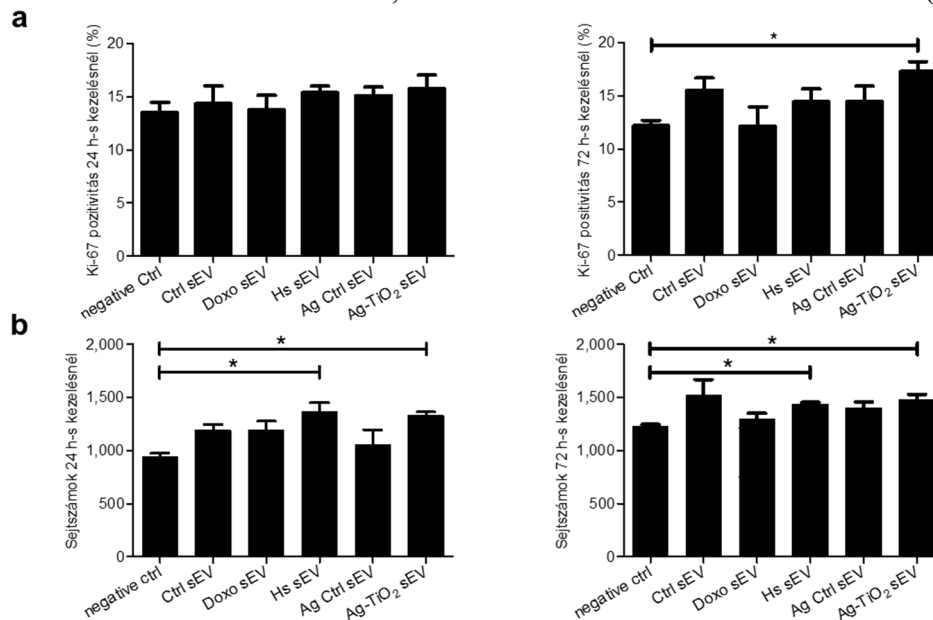 a
Ki-67 pozitivitás 24 h-s kezelésnél (%)
20
15
10
5
0
negative Ctrl
Ctrl sEV
Doxo sEV
Hs sEV
Ag Ctrl sEV
Ag-TiO2 sEV
Ki-67 positivitás 72 h-s kezelésnél (%)
20
15
10
5
0
*
negative Ctrl
Ctrl sEV
Doxo sEV
Hs sEV
Ag Ctrl sEV
Ag-TiO2 sEV
b
Sejtszámok 24 h-s kezelésnél
2,000
1,500
1,000
500
0
*
*
negative ctrl
Ctrl sEV
Doxo sEV
Hs sEV
Ag Ctrl sEV
Ag-TiO2 sEV
Sejtszámok 72 h-s kezelésnél
2,000
1,500
1,000
500
0
*
*
negative ctrl
Ctrl sEV
Doxo sEV
Hs sEV
Ag Ctrl sEV
Ag-TiO2 sEV